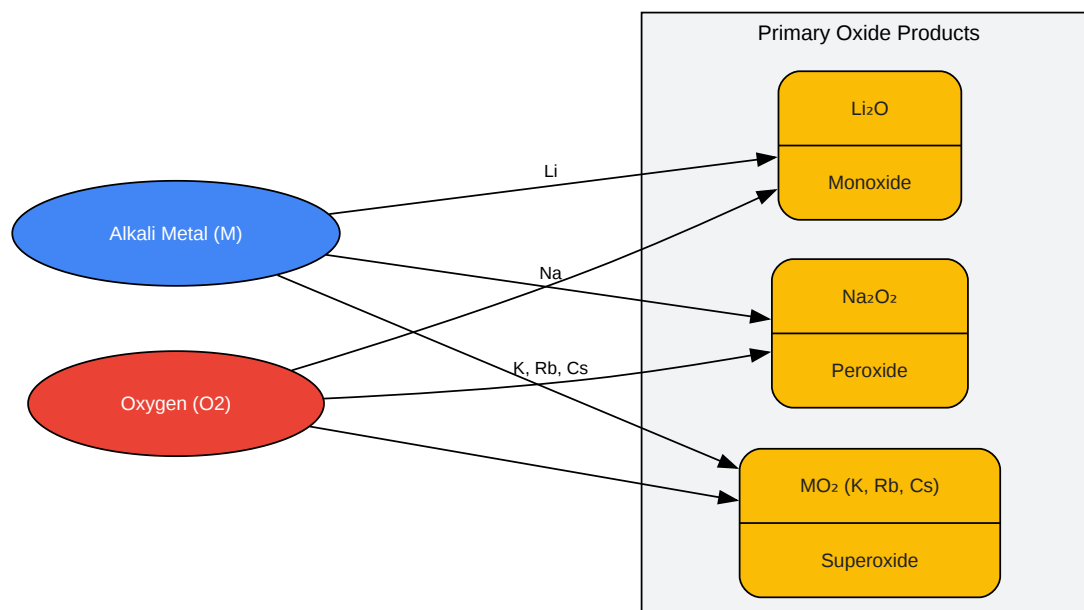 Primary Oxide Products
Li₂O
Monoxide
Li
Alkali Metal (M)
Na
Na₂O₂
Peroxide
K, Rb, Cs
Oxygen (O2)
MO₂ (K, Rb, Cs)
Superoxide